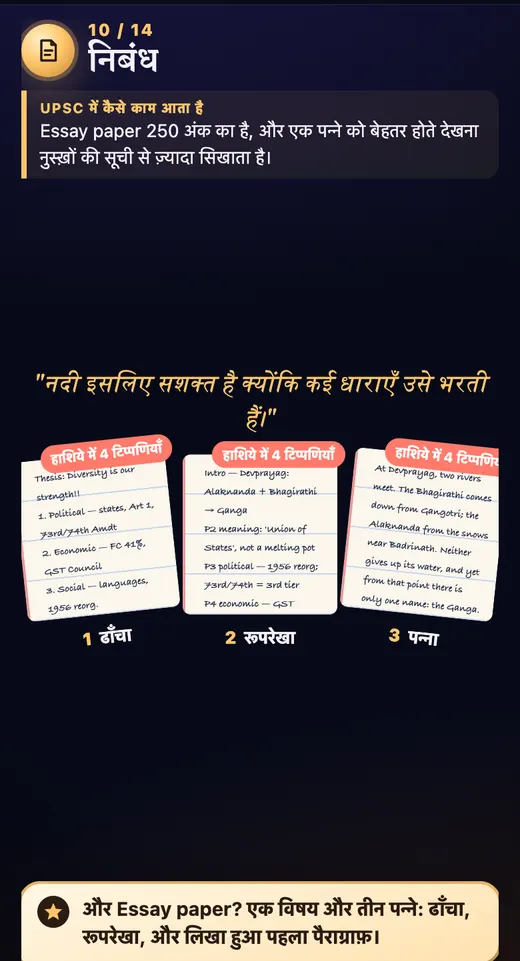 10 / 14
निबंध
UPSC में कैसे काम आता है
Essay paper 250 अंक का है, और एक पन्ने को बेहतर होते देखना
नुस्ख़ों की सूची से ज़्यादा सिखाता है।
"नदी इसलिए सशक्त है क्योंकि कई धाराएँ उसे भरती
हैं।"
हाशिये में 4 टिप्पणियाँ
Thesis: Diversity is our
strength!!
1. Political — states, Art 1,
73rd/74th Amdt
2. Economic — FC 41%,
GST Council
3. Social — languages,
1956 reorg.
1 ढाँचा
हाशिये में 4 टिप्पणियाँ
Intro — Devprayag:
Alaknanda + Bhagirathi
→ Ganga
P2 meaning: 'Union of
States', not a melting pot
P3 political — 1956 reorg;
73rd/74th = 3rd tier
P4 economic — GST
2 रूपरेखा
हाशिये में 4 टिप्पणियाँ
At Devprayag, two rivers
meet. The Bhagirathi comes
down from Gangotri; the
Alaknanda from the snows
near Badrinath. Neither
gives up its water, and yet
from that point there is
only one name: the Ganga.
3 पन्ना
और Essay paper? एक विषय और तीन पन्ने: ढाँचा,
रूपरेखा, और लिखा हुआ पहला पैराग्राफ़।